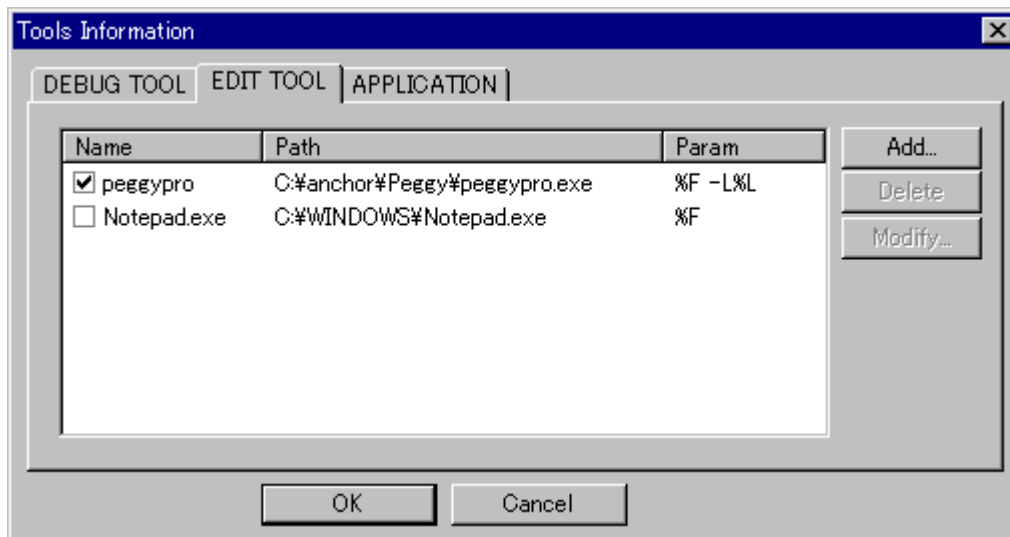 Tools Information
DEBUG TOOL EDIT TOOL APPLICATION
Name Path Param
peggypro C:¥anchor¥Peggy¥peggypro.exe %F -L%L
Notepad.exe C:¥WINDOWS¥Notepad.exe %F
Add...
Delete
Modify...
OK Cancel